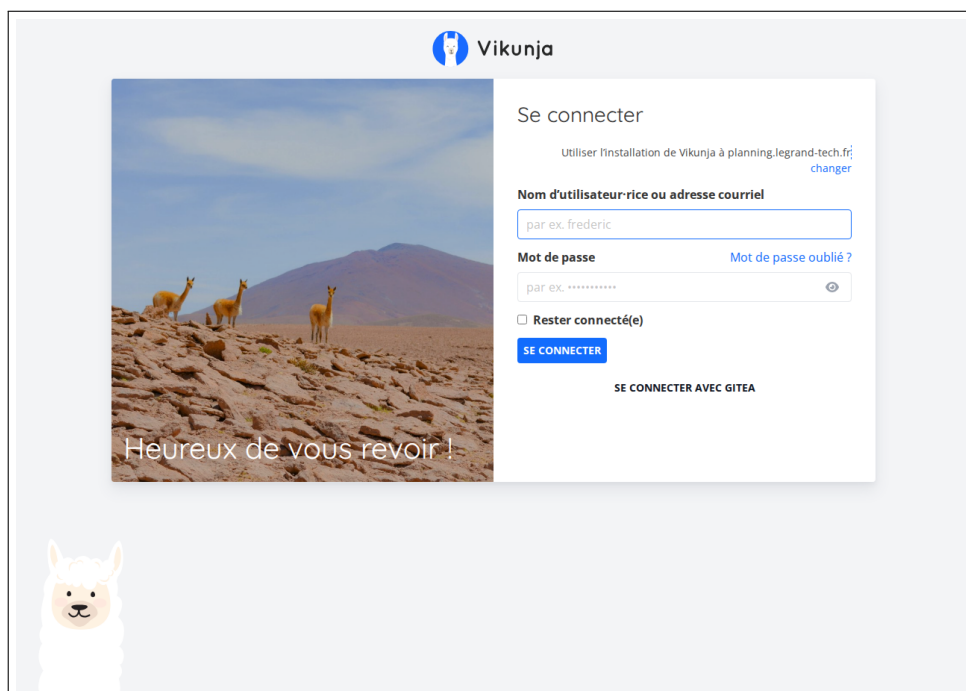 Vikunja
Se connecter
Utiliser l'installation de Vikunja à planning.legrand-tech.fr
changer
Nom d'utilisateur·rice ou adresse courriel
par ex. frederic
Mot de passe
Mot de passe oublié ?
par ex. •••••••••••
Rester connecté(e)
SE CONNECTER
SE CONNECTER AVEC GITEA
Heureux de vous revoir !